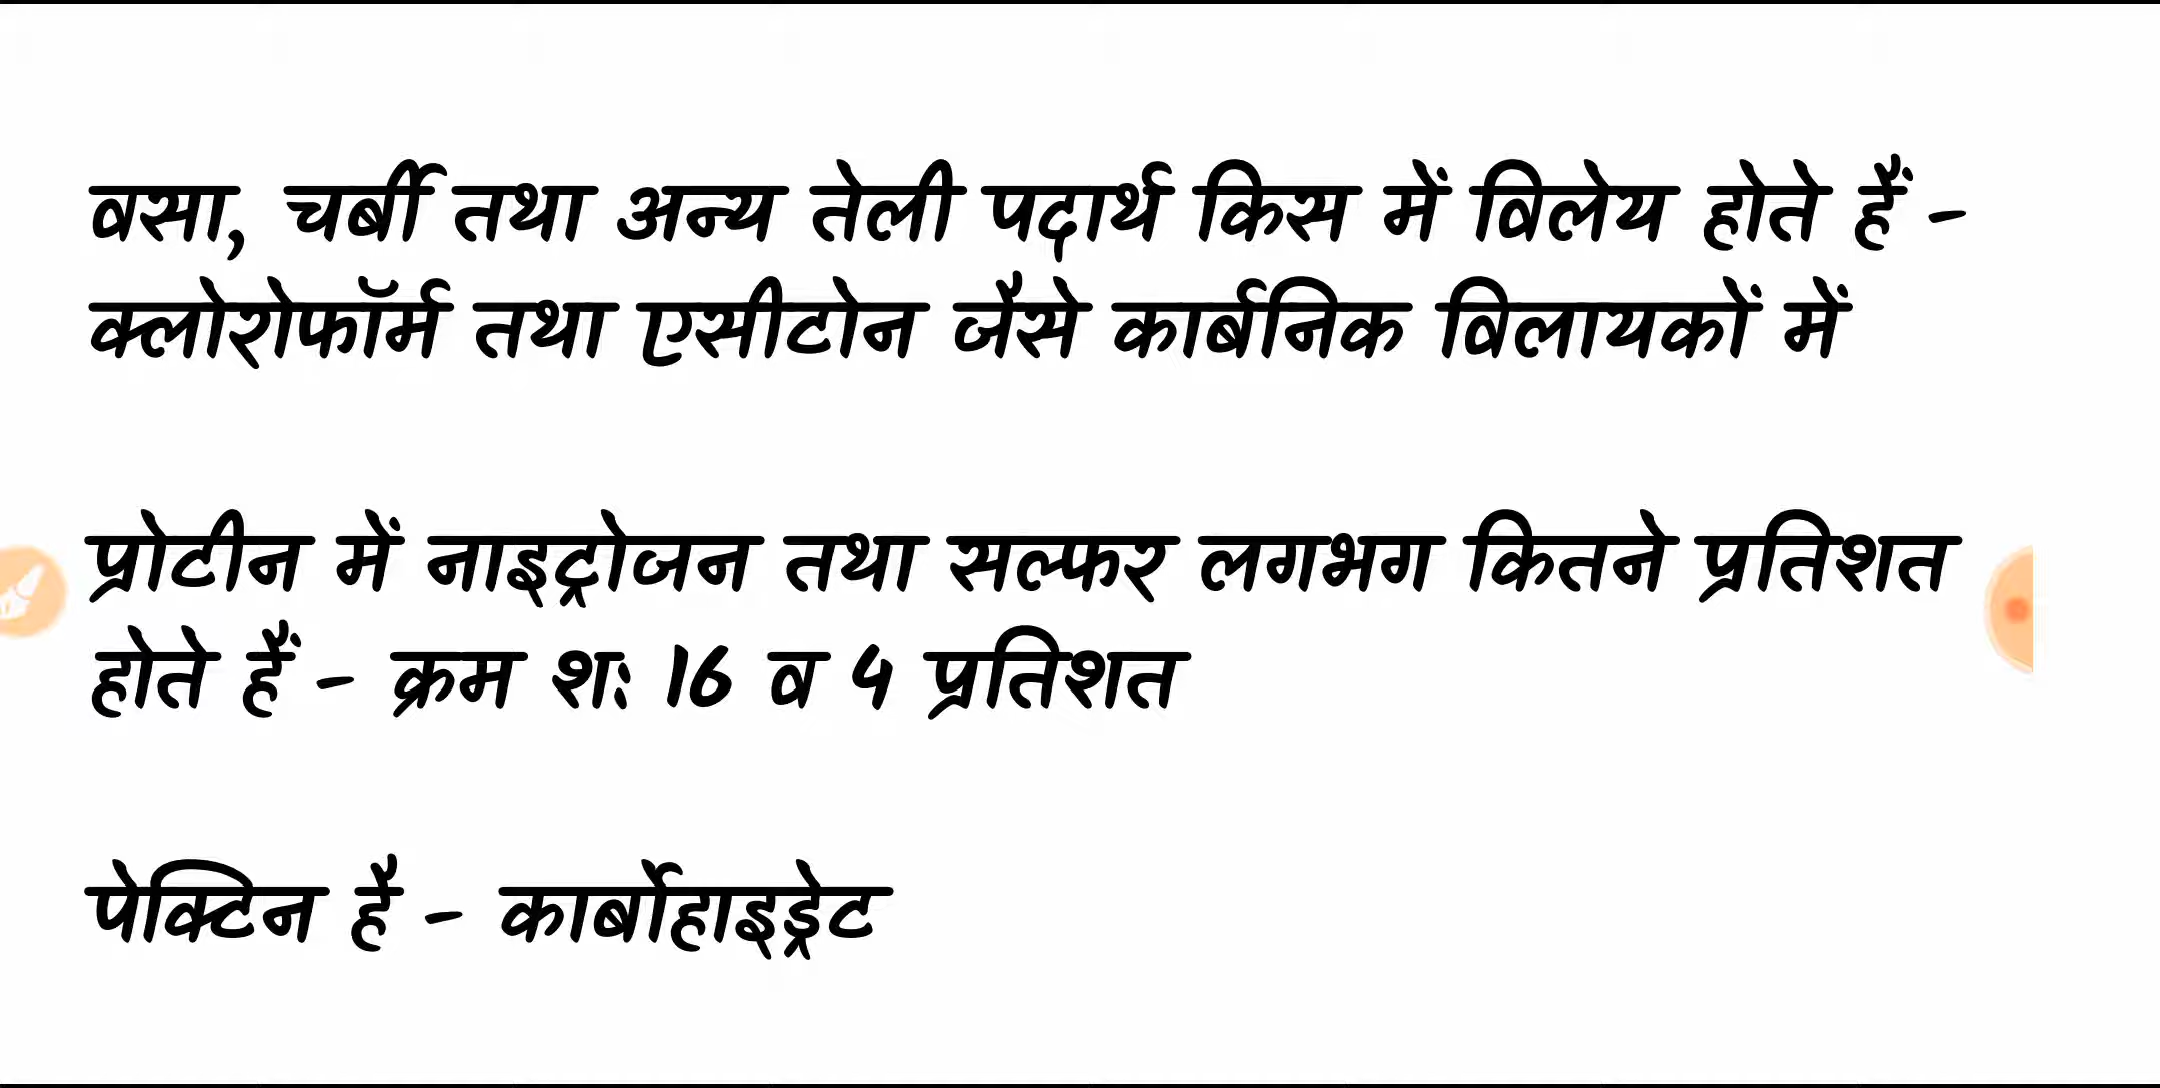 वसा, चर्बी तथा अन्य तेली पदार्थ किस में विलेय होते हैं -
क्लोरोफॉर्म तथा एसीटोन जैसे कार्बनिक विलायकों में
प्रोटीन में नाइट्रोजन तथा सल्फर लगभग कितने प्रतिशत
होते हैं - क्रम शः 16 व 4 प्रतिशत
पेक्टिन है - कार्बोहाइड्रेट